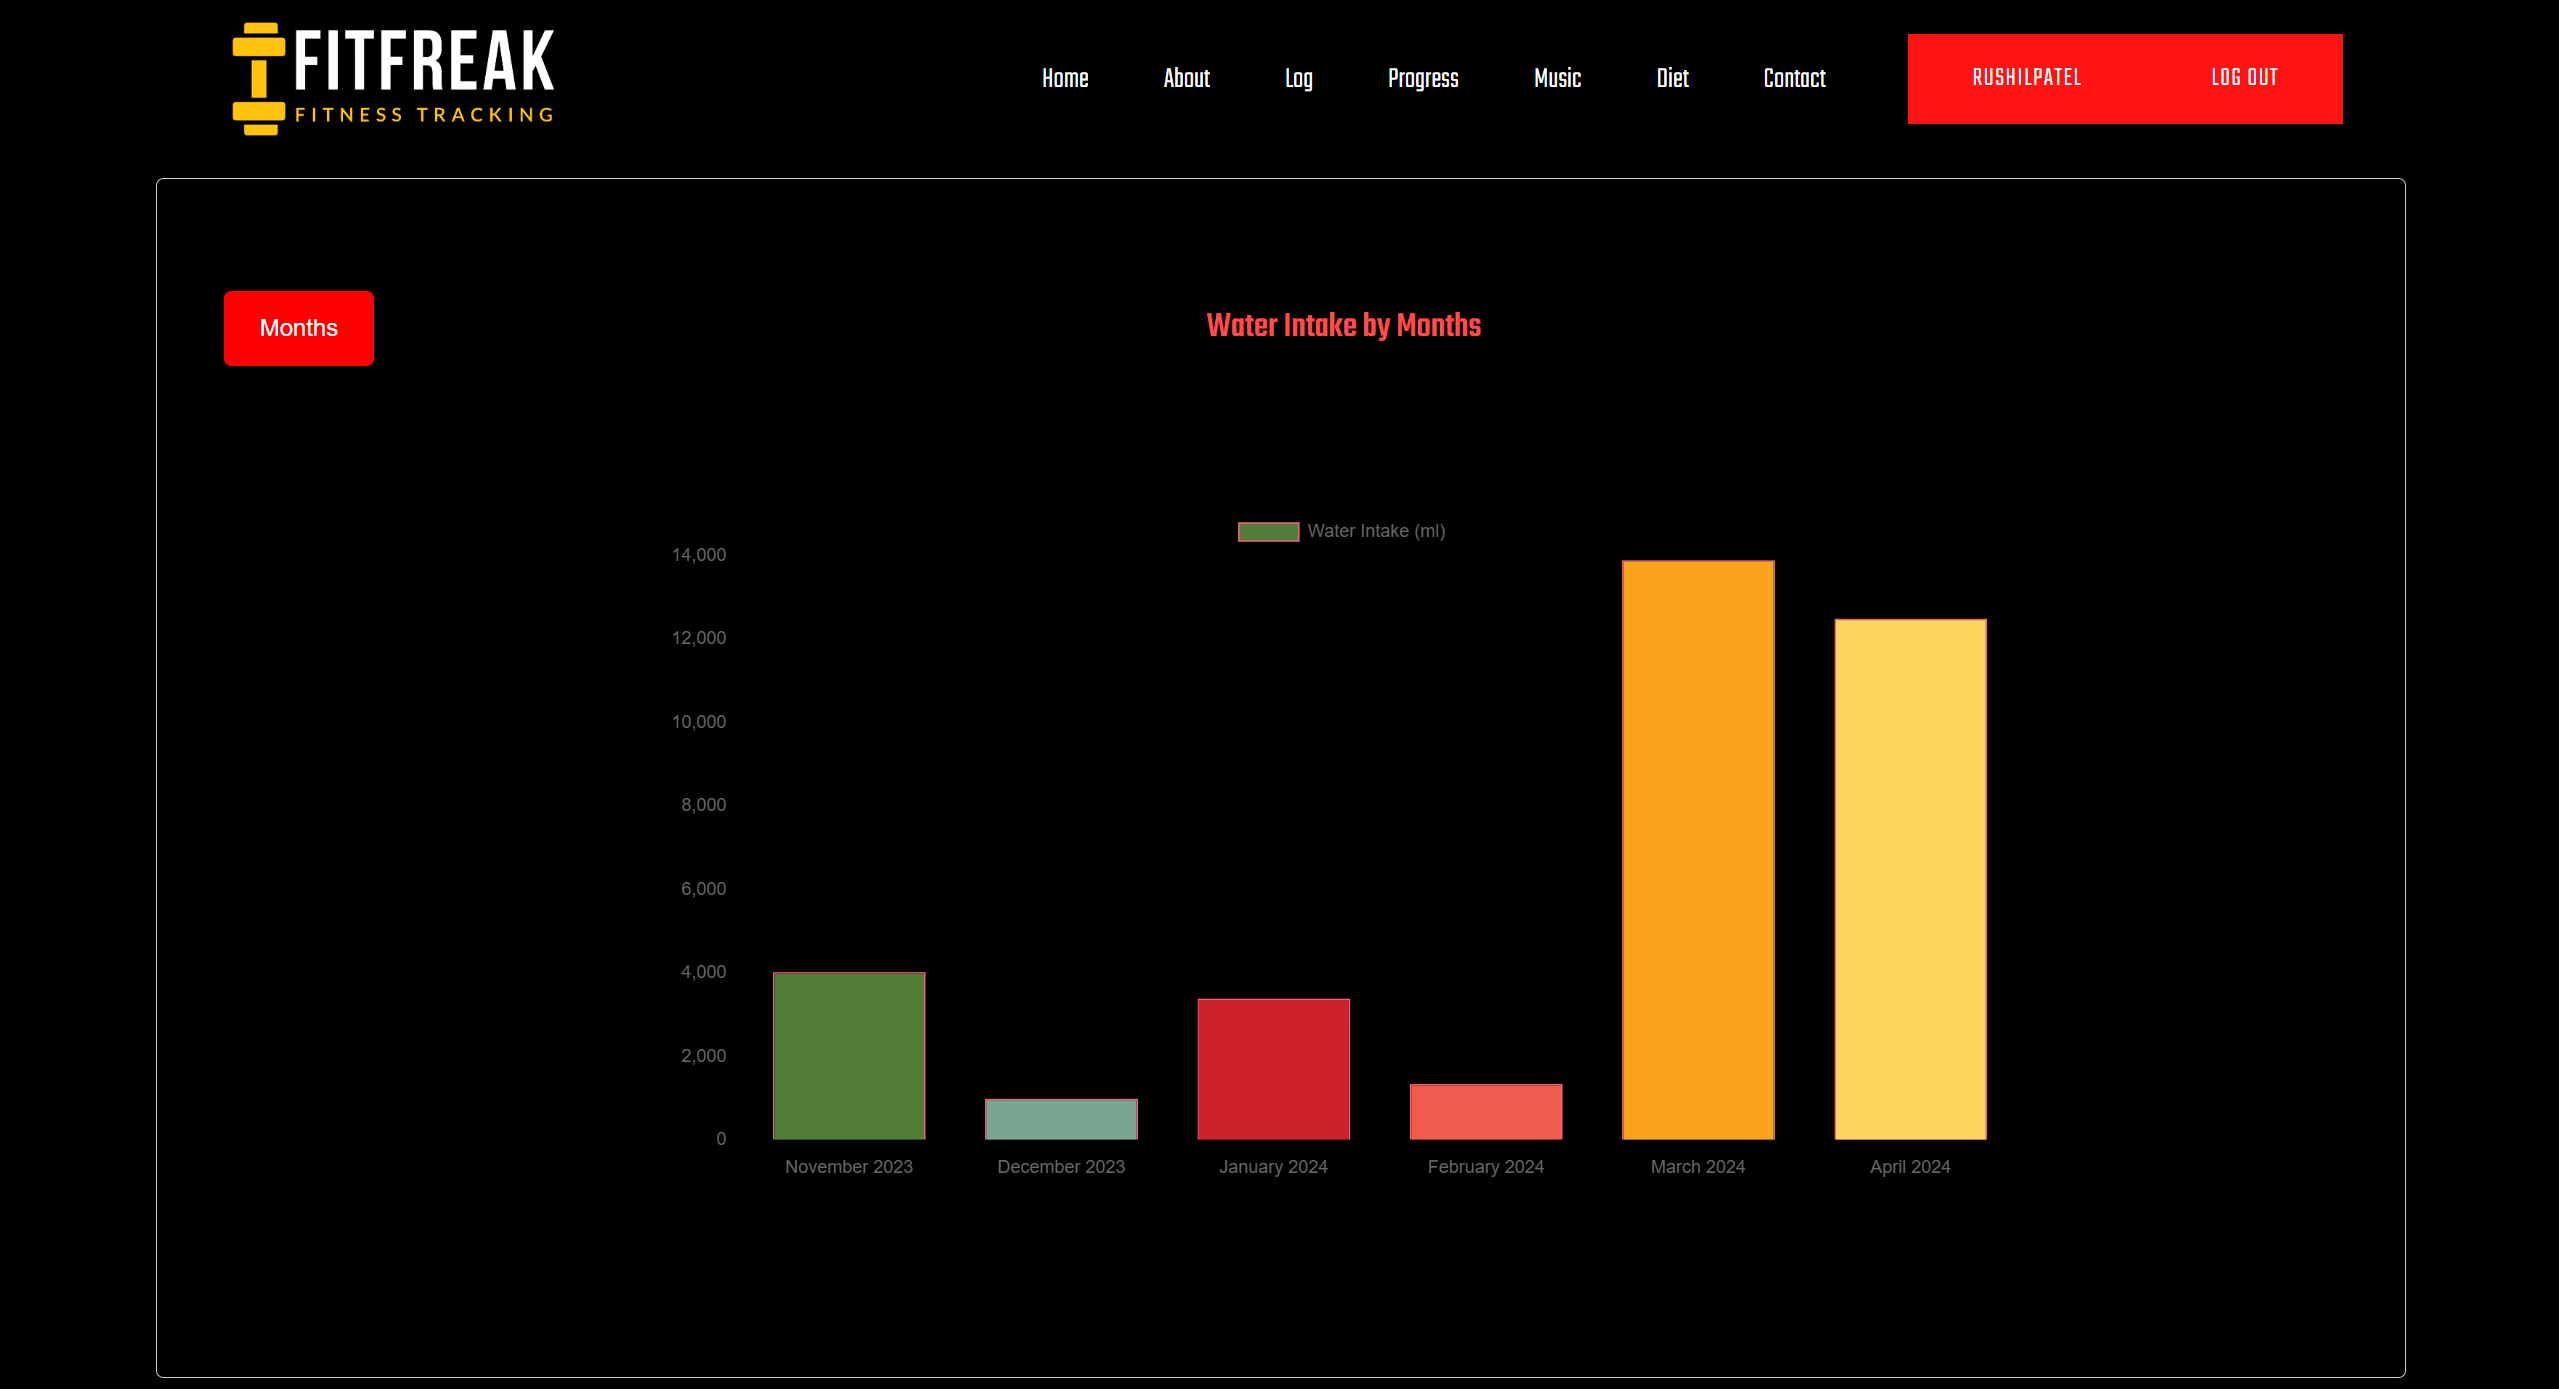 FITFREAK
FITNESS TRACKING
Home About Log Progress Music Diet Contact RUSHILPATEL LOG OUT
Months
Water Intake by Months
Water Intake (ml)
14,000
12,000
10,000
8,000
6,000
4,000
2,000
0
November 2023 December 2023 January 2024 February 2024 March 2024 April 2024